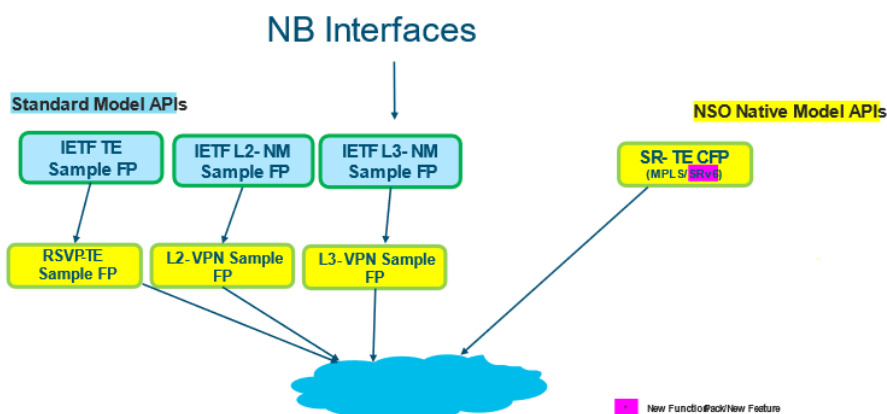 NB Interfaces
Standard Model APIs
NSO Native Model APIs
IETF TE
Sample FP
IETF L2- NM
Sample FP
IETF L3- NM
Sample FP
SR- TE CFP
(MPLS/SRv6)
RSVP-TE
Sample FP
L2- VPN Sample
FP
L3- VPN Sample
FP
* New Function Pack/New Feature